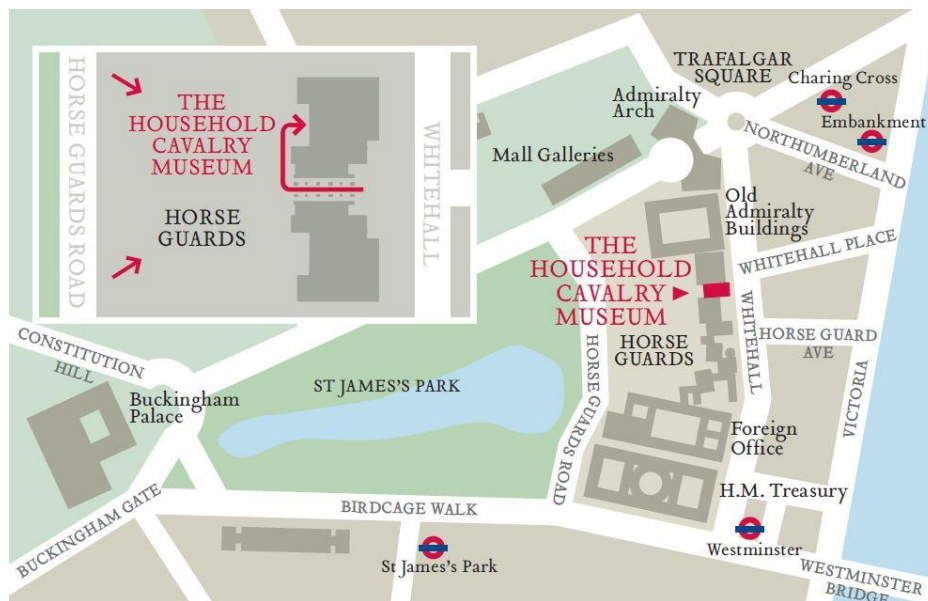 HORSE GUARDS ROAD
THE
HOUSEHOLD
CAVALRY
MUSEUM
HORSE
GUARDS
WHITEHALL
TRAFALGAR
SQUARE
Charing Cross
Admiralty
Arch
Embankment
Mall Galleries
NORTHUMBERLAND
AVE
Old
Admiralty
Buildings
WHITEHALL PLACE
THE
HOUSEHOLD
CAVALRY
MUSEUM
WHITEHALL
HORSE
GUARDS
HORSE GUARD
AVE
CONSTITUTION
HILL
Buckingham
Palace
ST JAMES'S PARK
HORSE GUARDS ROAD
VICTORIA
Foreign
Office
H.M. Treasury
BUCKINGHAM GATE
BIRDCAGE WALK
St James's Park
Westminster
WESTMINSTER
BRIDGE